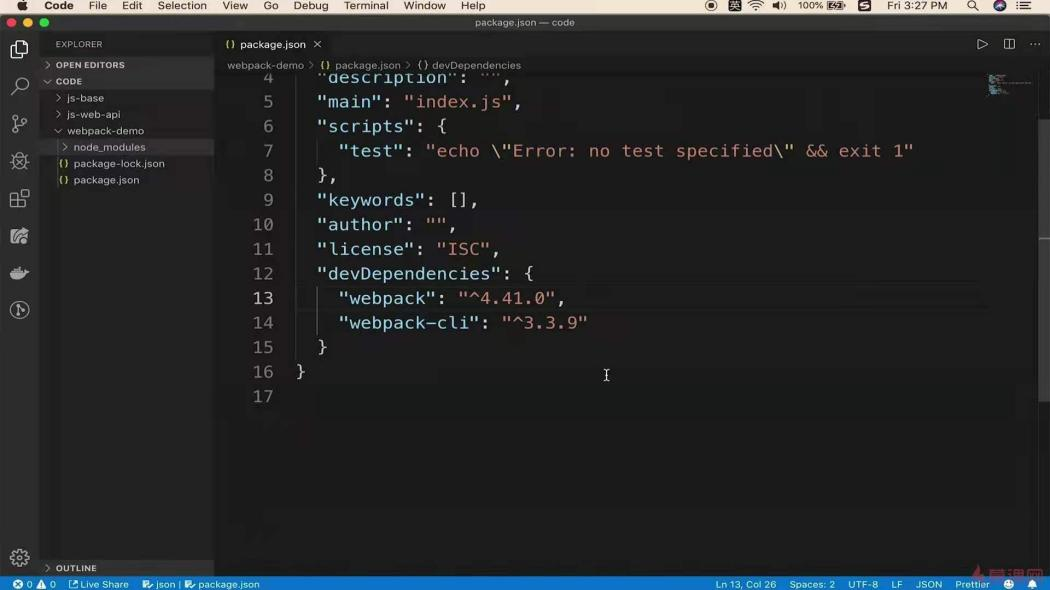 Code File Edit Selection View Go Debug Terminal Window Help 100% 英 Fri 3:27 PM
package.json — code
EXPLORER
OPEN EDITORS
CODE
js-base
js-web-api
webpack-demo
node_modules
package-lock.json
package.json
OUTLINE
package.json
webpack-demo > package.json > {} devDependencies
4 "description": "",
5 "main": "index.js",
6 "scripts": {
7 "test": "echo \"Error: no test specified\" && exit 1"
8 },
9 "keywords": [],
10 "author": "",
11 "license": "ISC",
12 "devDependencies": {
13 "webpack": "^4.41.0",
14 "webpack-cli": "^3.3.9"
15 }
16 }
17
0 0 Live Share json | package.json Ln 13, Col 26 Spaces: 2 UTF-8 LF JSON Prettier